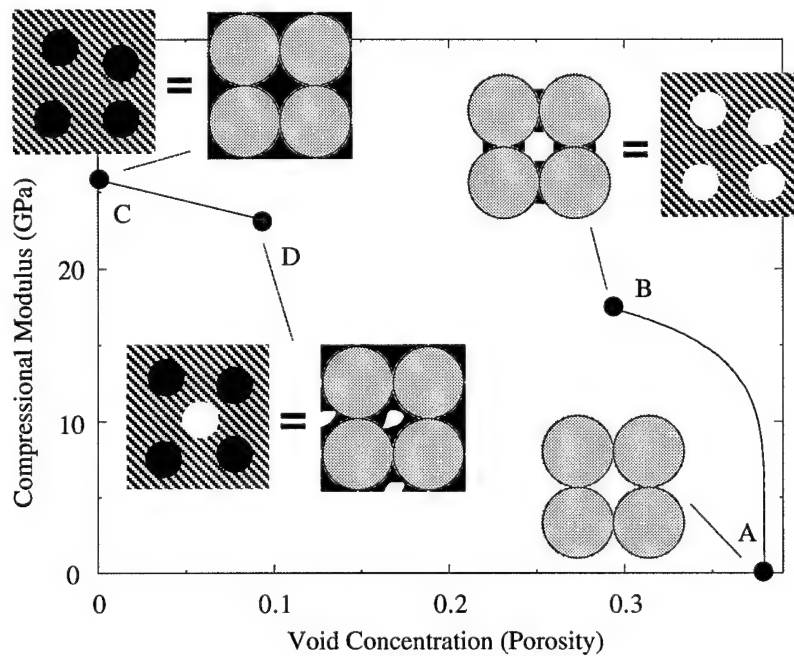 Compressional Modulus (GPa)
20
10
0
C
D
B
A
=
=
=
0
0.1
0.2
0.3
Void Concentration (Porosity)